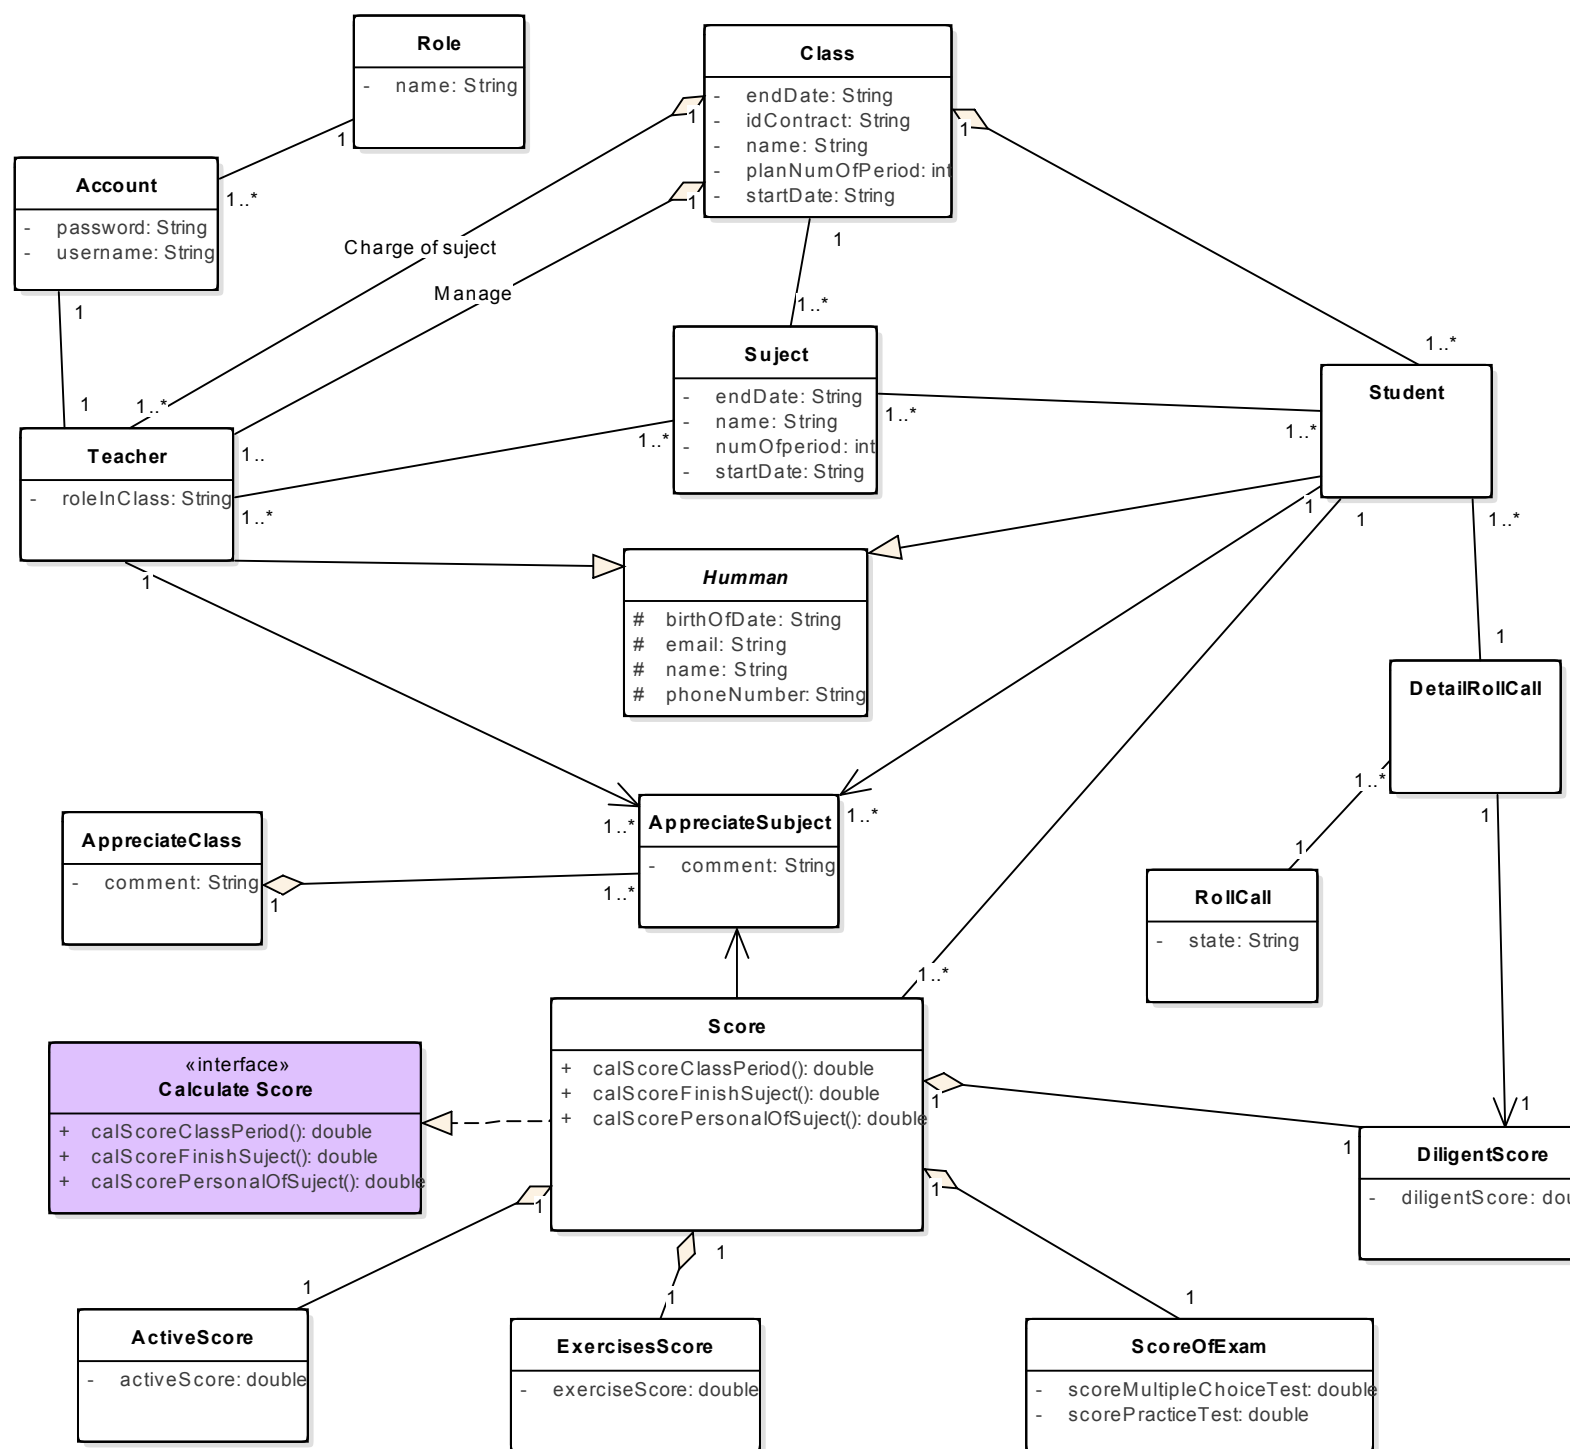 Role
- name: String
Class
- endDate: String
- idContract: String
- name: String
- planNumOfPeriod: int
- startDate: String
1
1
1
1
1..*
Account
- password: String
- username: String
Charge of suject
Manage
1
1
1..*
1
1..*
1..*
1..
Suject
- endDate: String
- name: String
- numOfperiod: int
- startDate: String
1..*
Student
1..*
1..*
Teacher
- roleInClass: String
1..*
1..*
1
1
1..*
Humman
# birthOfDate: String
# email: String
# name: String
# phoneNumber: String
1
1
DetailRollCall
1..*
1
1
AppreciateClass
- comment: String
1
1..*
1..*
1..*
AppreciateSubject
- comment: String
RollCall
- state: String
1..*
Score
+ calScoreClassPeriod(): double
+ calScoreFinishSuject(): double
+ calScorePersonalOfSuject(): double
«interface»
Calculate Score
+ calScoreClassPeriod(): double
+ calScoreFinishSuject(): double
+ calScorePersonalOfSuject(): double
1
1
1
DiligentScore
- diligentScore: dou
1
1
1
1
1
1
ActiveScore
- activeScore: double
ExercisesScore
- exerciseScore: double
ScoreOfExam
- scoreMultipleChoiceTest: double
- scorePracticeTest: double